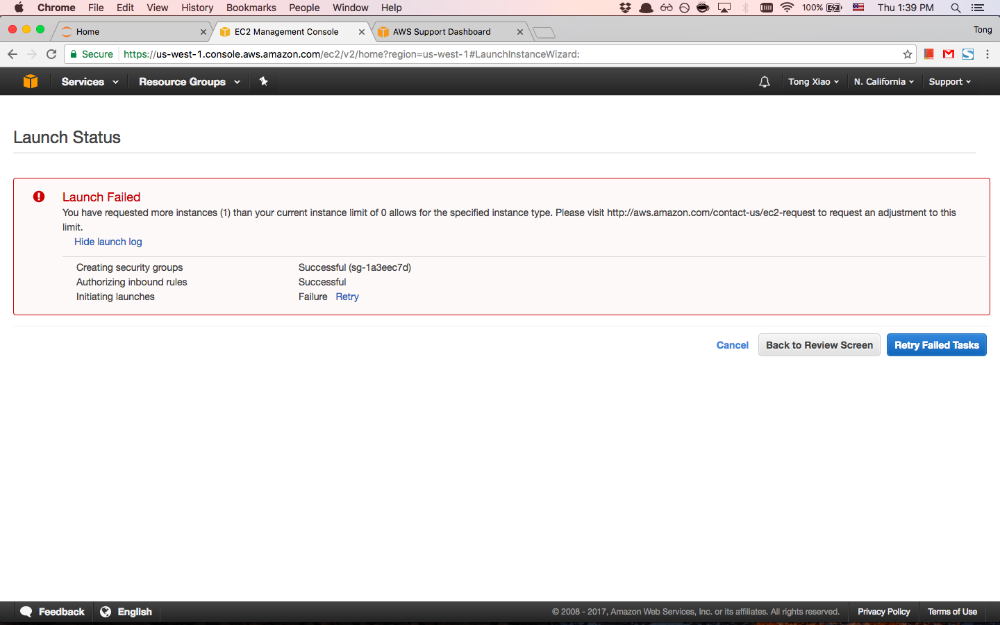 Chrome File Edit View History Bookmarks People Window Help 100% Thu 1:39 PM
Home EC2 Management Console AWS Support Dashboard Tong
Secure https://us-west-1.console.aws.amazon.com/ec2/v2/home?region=us-west-1#LaunchInstanceWizard:
Services Resource Groups Tong Xiao N. California Support
Launch Status
Launch Failed
You have requested more instances (1) than your current instance limit of 0 allows for the specified instance type. Please visit http://aws.amazon.com/contact-us/ec2-request to request an adjustment to this
limit.
Hide launch log
Creating security groups Successful (sg-1a3eec7d)
Authorizing inbound rules Successful
Initiating launches Failure Retry
Cancel Back to Review Screen Retry Failed Tasks
Feedback English © 2008 - 2017, Amazon Web Services, Inc. or its affiliates. All rights reserved. Privacy Policy Terms of Use